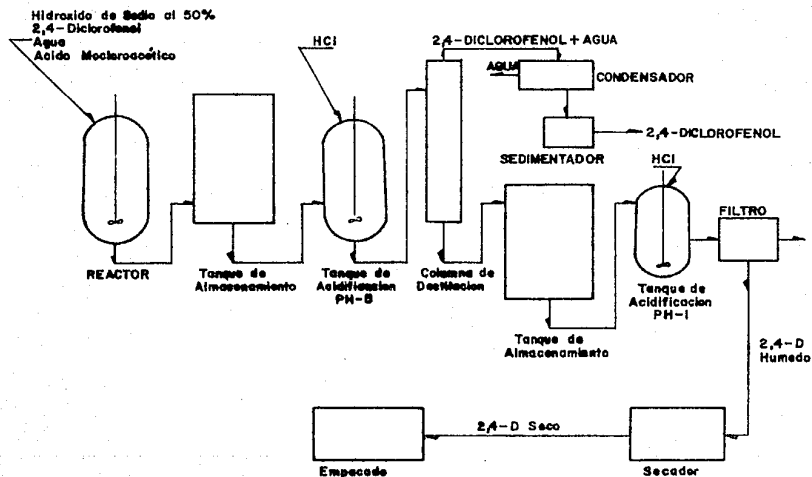 Hidroxido de Sodio al 50%
2,4-Diclorofenol
Agua
Acido Mocloroacético
HCl
2,4-DICLOROFENOL + AGUA
AGUA
CONDENSADOR
2,4-DICLOROFENOL
SEDIMENTADOR
HCl
FILTRO
REACTOR
Tanque de
Almacenamiento
Tanque de
Acidificacion
PH-8
Columna de
Destilacion
Tanque de
Almacenamiento
Tanque de
Acidificacion
PH-1
2,4-D
Humedo
2,4-D Seco
Empacado
Secador